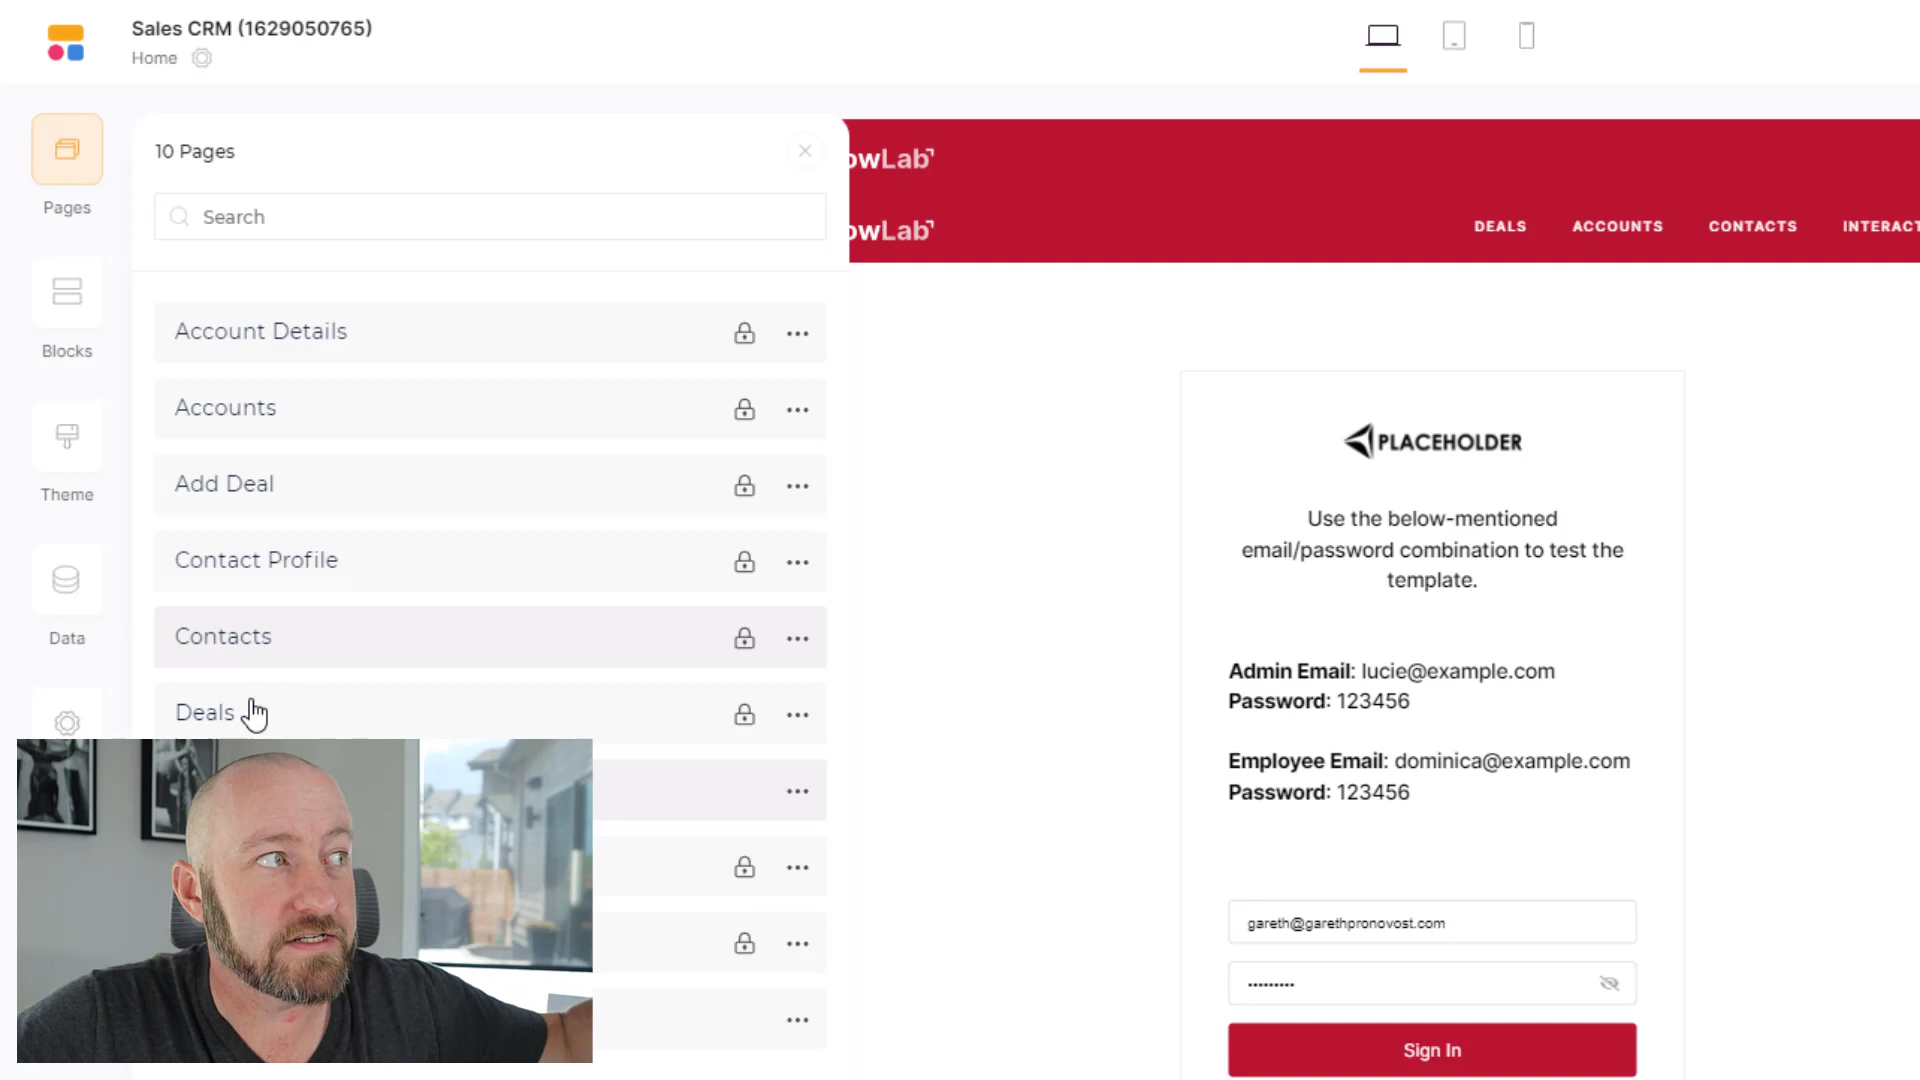 Sales CRM (1629050765)
Home
10 Pages
Search
Pages
Blocks
Theme
Data
Account Details
Accounts
Add Deal
Contact Profile
Contacts
Deals
owLab
owLab
DEALS ACCOUNTS CONTACTS INTERACT
PLACEHOLDER
Use the below-mentioned
email/password combination to test the
template.
Admin Email: lucie@example.com
Password: 123456
Employee Email: dominica@example.com
Password: 123456
gareth@garethpronovost.com
Sign In